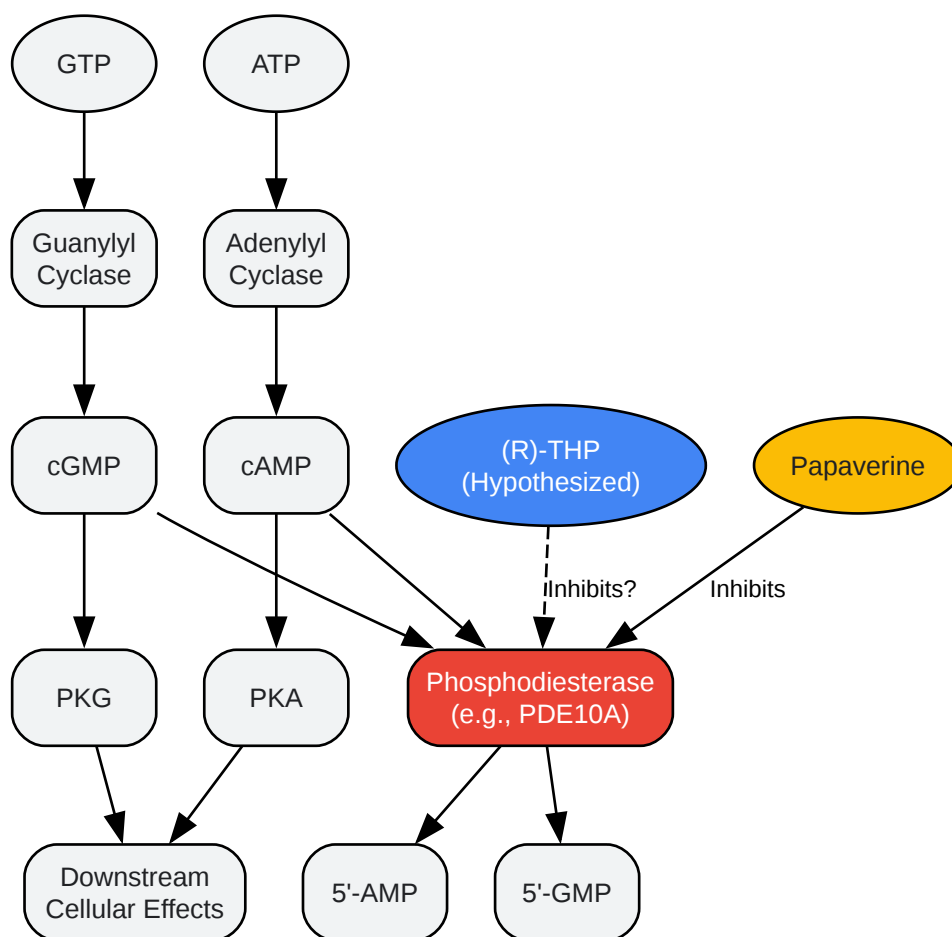 GTP
ATP
Guanylyl
Cyclase
Adenylyl
Cyclase
cGMP
cAMP
(R)-THP
(Hypothesized)
Papaverine
Inhibits?
Inhibits
PKG
PKA
Phosphodiesterase
(e.g., PDE10A)
Downstream
Cellular Effects
5'-AMP
5'-GMP